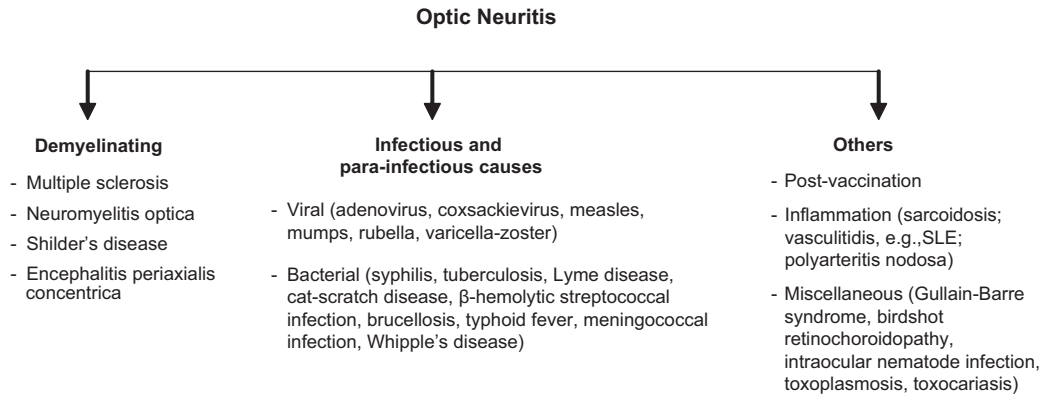 Optic Neuritis
Demyelinating
- Multiple sclerosis
- Neuromyelitis optica
- Shilder's disease
- Encephalitis periaxialis
concentrica
Infectious and
para-infectious causes
- Viral (adenovirus, coxsackievirus, measles,
mumps, rubella, varicella-zoster)
- Bacterial (syphilis, tuberculosis, Lyme disease,
cat-scratch disease, β-hemolytic streptococcal
infection, brucellosis, typhoid fever, meningococcal
infection, Whipple's disease)
Others
- Post-vaccination
- Inflammation (sarcoidosis;
vasculitidis, e.g.,SLE;
polyarteritis nodosa)
- Miscellaneous (Gullain-Barre
syndrome, birdshot
retinochoroidopathy,
intraocular nematode infection,
toxoplasmosis, toxocariasis)